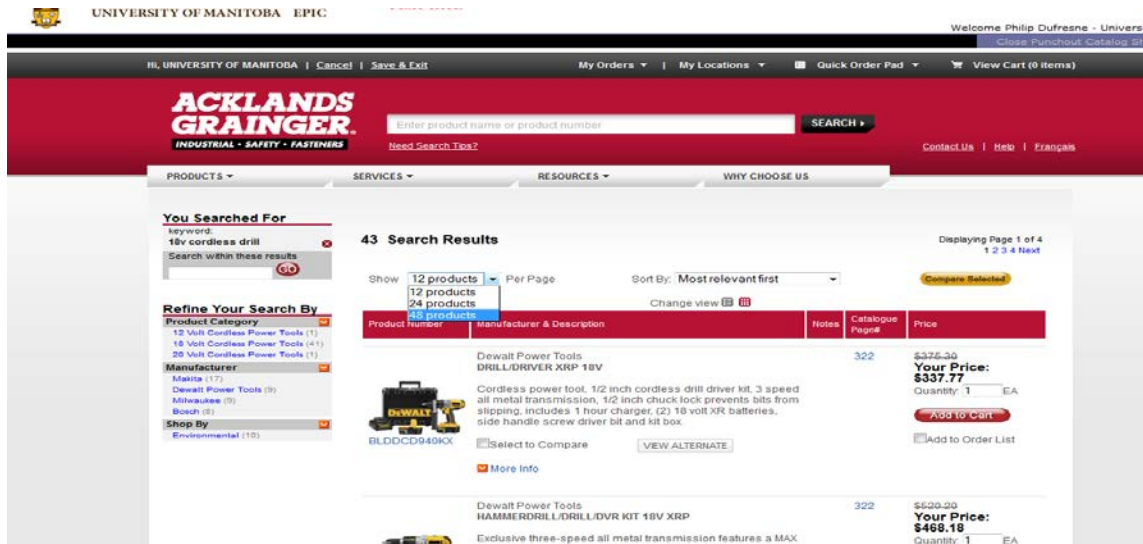 UNIVERSITY OF MANITOBA EPIC
Welcome Philip Dufresne - Univers
Close Punchout Catalog Sh
Hi, UNIVERSITY OF MANITOBA | Cancel | Save & Exit
My Orders | My Locations Quick Order Pad View Cart (0 items)
ACKLANDS
GRAINGER
INDUSTRIAL - SAFETY - FASTENERS
Enter product name or product number
SEARCH
Need Search Tips?
Contact Us | Help | Français
PRODUCTS SERVICES RESOURCES WHY CHOOSE US
You Searched For
keyword:
18v cordless drill
Search within these results
GO
43 Search Results
Displaying Page 1 of 4
1 2 3 4 Next
Show 12 products Per Page
12 products
24 products
48 products
Sort By: Most relevant first
Compare Selected
Change view
Refine Your Search By
Product Category
12 Volt Cordless Power Tools (1)
18 Volt Cordless Power Tools (41)
20 Volt Cordless Power Tools (1)
Manufacturer
Makita (17)
Dewalt Power Tools (9)
Milwaukee (9)
Bosch (8)
Shop By
Environmental (10)
Product Number Manufacturer & Description Notes Catalogue Page# Price
Dewalt Power Tools
DRILL/DRIVER XRP 18V
Cordless power tool, 1/2 inch cordless drill driver kit, 3 speed
all metal transmission, 1/2 inch chuck lock prevents bits from
slipping, includes 1 hour charger, (2) 18 volt XR batteries,
side handle screw driver bit and kit box.
DEWALT
BLDDCD940KX
Select to Compare
VIEW ALTERNATE
More Info
322
$375.30
Your Price:
$337.77
Quantity: 1 EA
Add to Cart
Add to Order List
Dewalt Power Tools
HAMMERDRILL/DRILL/DVR KIT 18V XRP
Exclusive three-speed all metal transmission features a MAX
322
$520.20
Your Price:
$468.18
Quantity: 1 EA